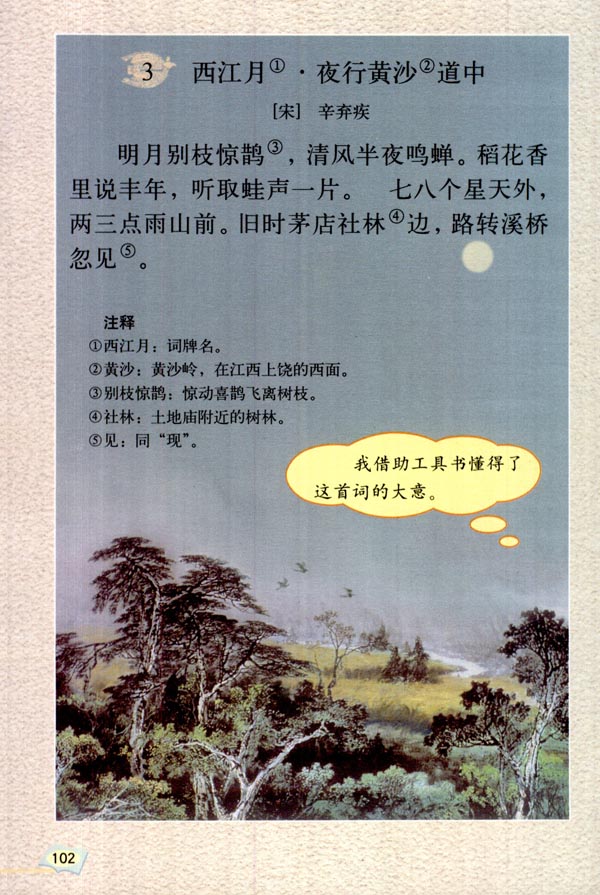 3 西江月①·夜行黄沙②道中
[宋] 辛弃疾
明月别枝惊鹊③，清风半夜鸣蝉。稻花香
里说丰年，听取蛙声一片。 七八个星天外，
两三点雨山前。旧时茅店社林④边，路转溪桥
忽见⑤。
注释
①西江月：词牌名。
②黄沙：黄沙岭，在江西上饶的西面。
③别枝惊鹊：惊动喜鹊飞离树枝。
④社林：土地庙附近的树林。
⑤见：同“现”。
我借助工具书懂得了
这首词的大意。
102